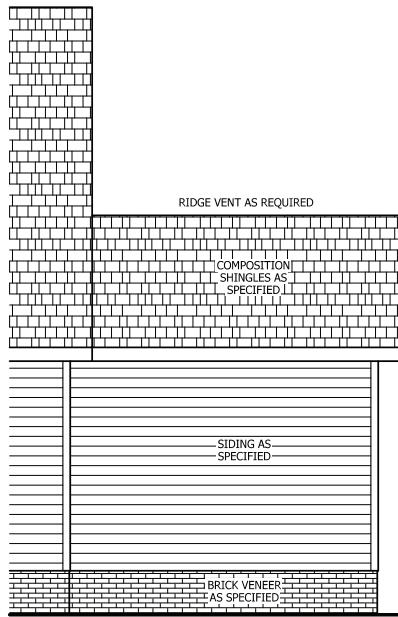 RIDGE VENT AS REQUIRED
COMPOSITION
SHINGLES AS
SPECIFIED
SIDING AS
SPECIFIED
BRICK VENEER
AS SPECIFIED